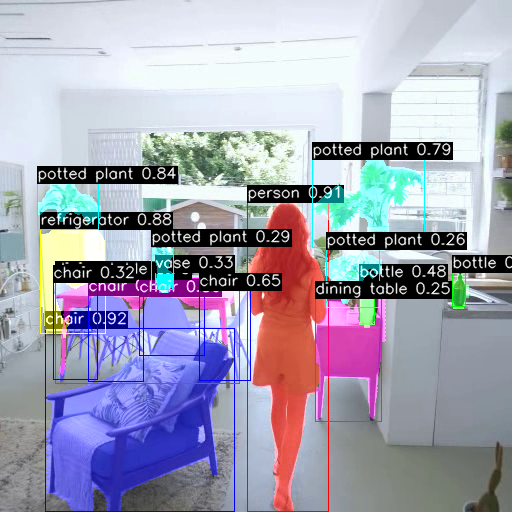 potted plant 0.79
potted plant 0.84
person 0.91
refrigerator 0.88
potted plant 0.29
potted plant 0.26
vase 0.33
bottle 0.48
bottle 0
chair 0.32
chair 0.65
chair
dining table 0.25
chair 0.92